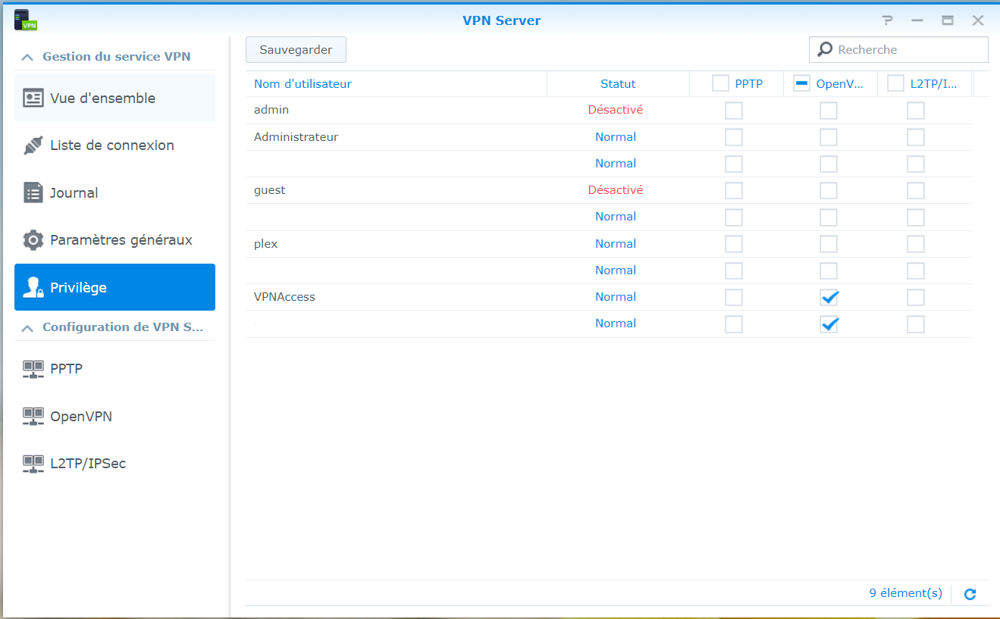 VPN
VPN Server
Gestion du service VPN
Vue d'ensemble
Liste de connexion
Journal
Paramètres généraux
Privilège
Configuration de VPN S...
PPTP
OpenVPN
L2TP/IPSec
Sauvegarder
Recherche
Nom d'utilisateur Statut PPTP OpenV... L2TP/I...
admin Désactivé
Administrateur Normal
Normal
guest Désactivé
Normal
plex Normal
Normal
VPNAccess Normal
Normal
9 élément(s)